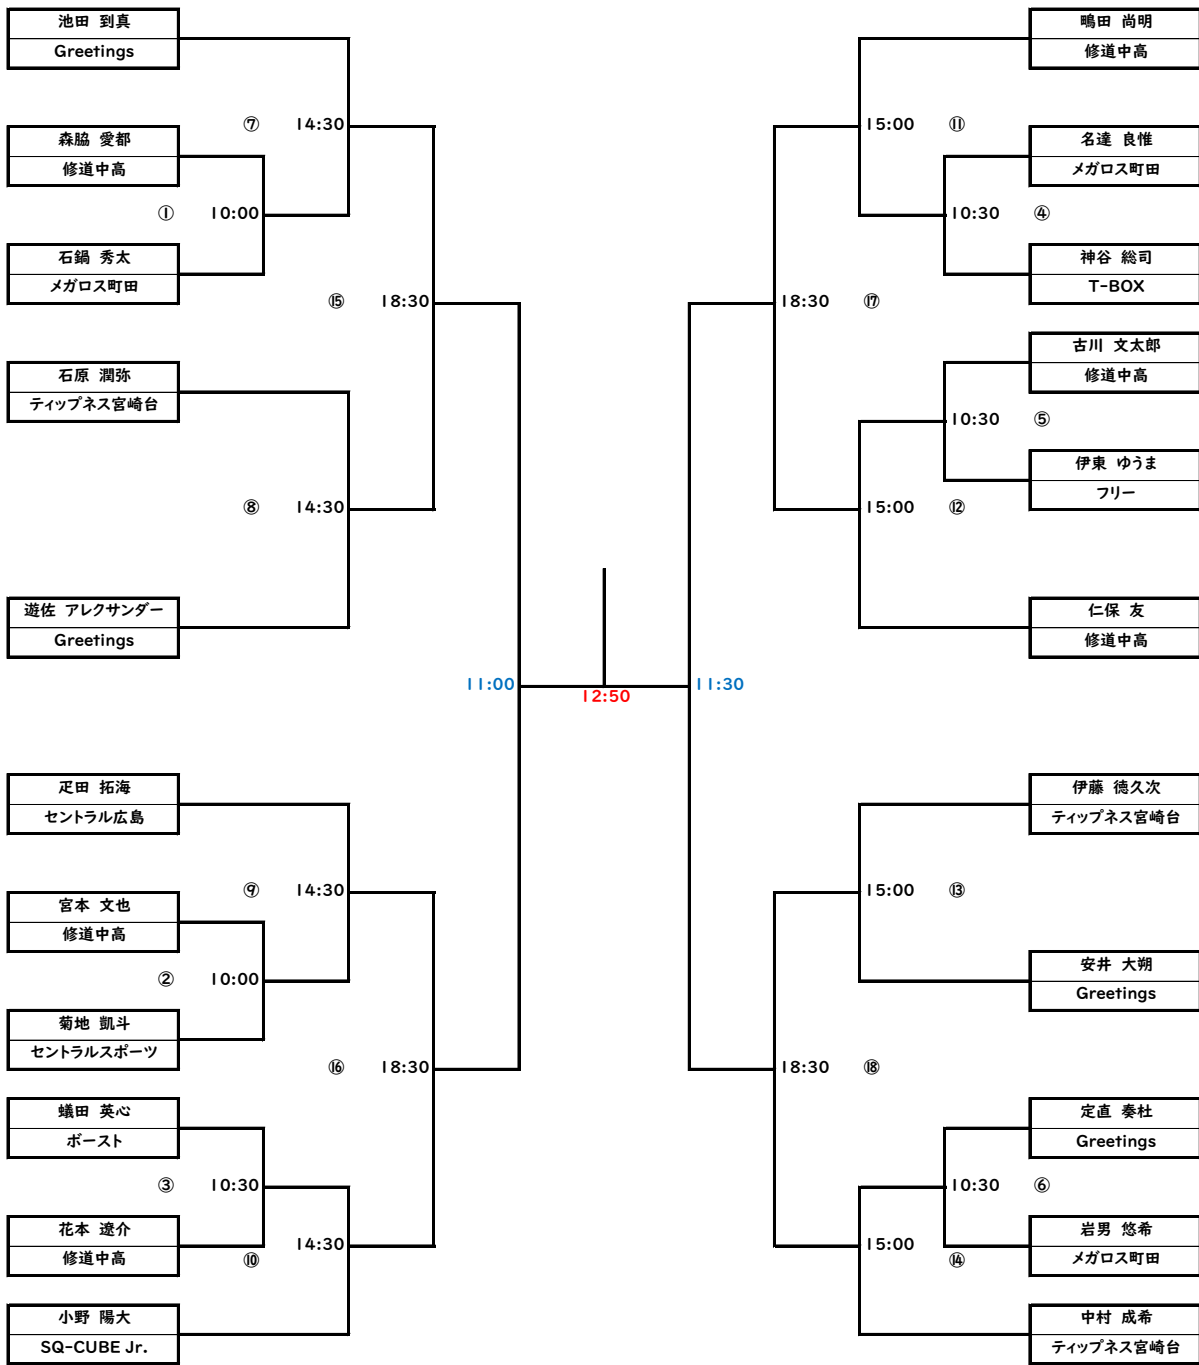 池田 到真
Greetings
⑦ 14:30
森脇 愛都
修道中高
① 10:00
石鍋 秀太
メガロス町田
⑮ 18:30
石原 潤弥
ティップネス宮崎台
⑧ 14:30
遊佐 アレクサンダー
Greetings
11:00
疋田 拓海
セントラル広島
⑨ 14:30
宮本 文也
修道中高
② 10:00
菊地 凱斗
セントラルスポーツ
⑯ 18:30
蟻田 英心
ボースト
③ 10:30
花本 遼介
修道中高
⑩ 14:30
小野 陽大
SQ-CUBE Jr.
12:50
鴫田 尚明
修道中高
15:00 ⑪
名達 良惟
メガロス町田
10:30 ④
神谷 総司
T-BOX
18:30 ⑰
古川 文太郎
修道中高
10:30 ⑤
伊東 ゆうま
フリー
15:00 ⑫
仁保 友
修道中高
11:30
伊藤 徳久次
ティップネス宮崎台
15:00 ⑬
安井 大朔
Greetings
18:30 ⑱
定直 奏杜
Greetings
10:30 ⑥
岩男 悠希
メガロス町田
15:00 ⑭
中村 成希
ティップネス宮崎台